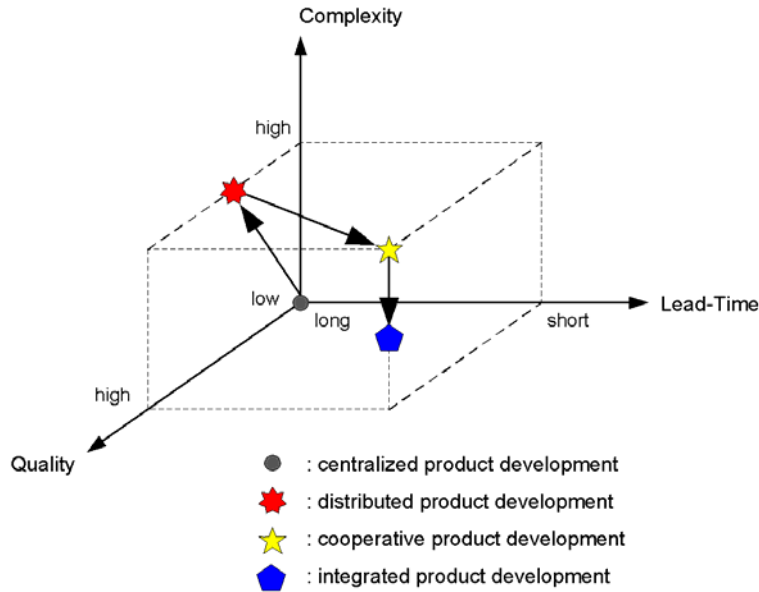 Complexity
high
low
long
short
Lead-Time
high
Quality
: centralized product development
: distributed product development
: cooperative product development
: integrated product development